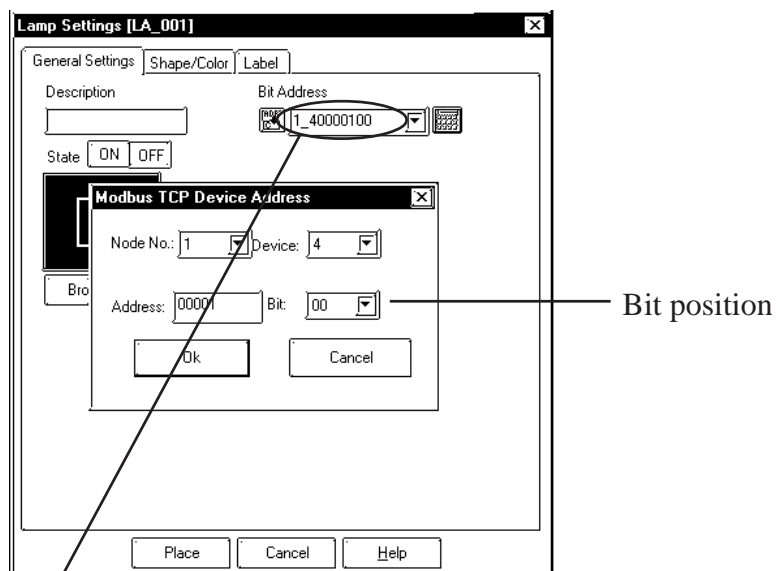 Lamp Settings [LA_001]
General Settings Shape/Color Label
Description Bit Address
1_40000100
State ON OFF
Modbus TCP Device Address
Node No.: 1 Device: 4
Bro
Address: 00001 Bit: 00
Bit position
Ok Cancel
Place Cancel Help